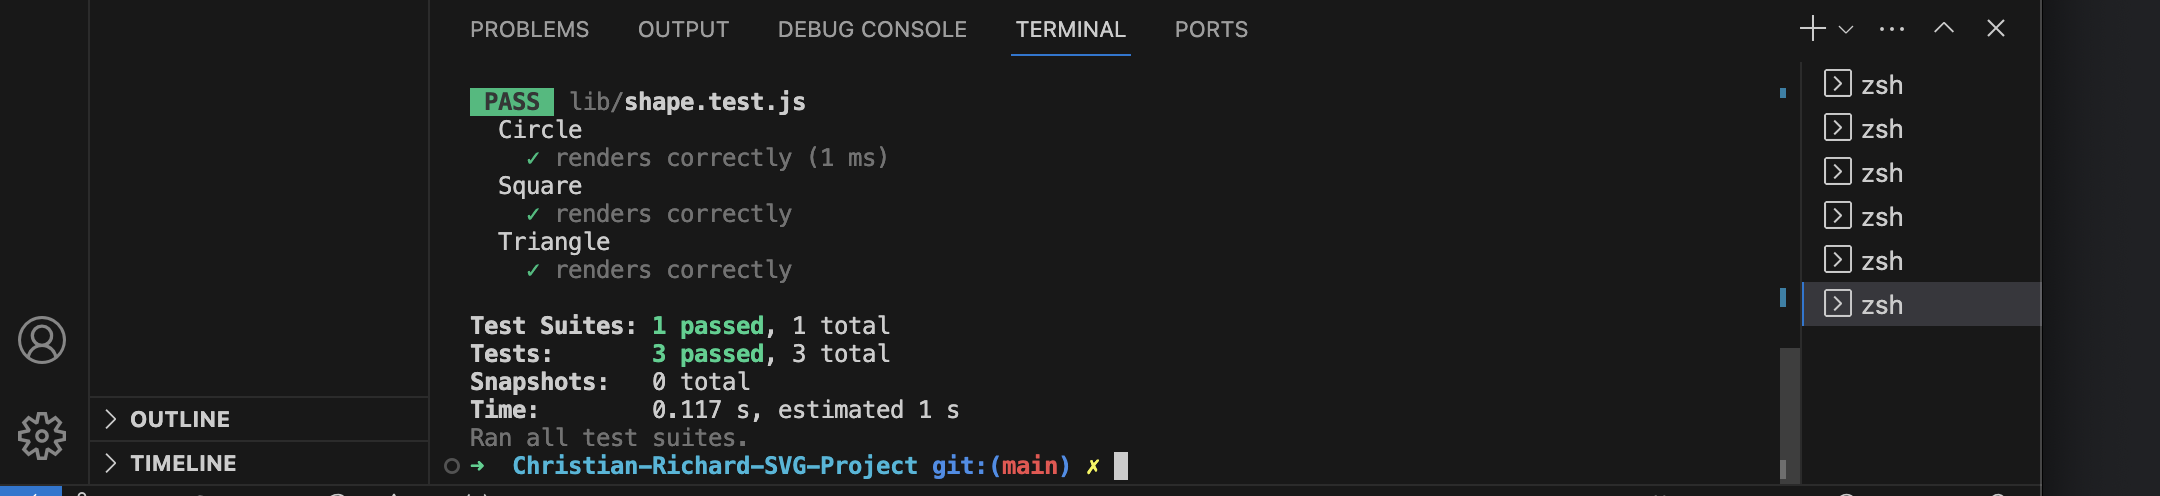 PROBLEMS OUTPUT DEBUG CONSOLE TERMINAL PORTS
PASS lib/shape.test.js
Circle
✓ renders correctly (1 ms)
Square
✓ renders correctly
Triangle
✓ renders correctly
Test Suites: 1 passed, 1 total
Tests: 3 passed, 3 total
Snapshots: 0 total
Time: 0.117 s, estimated 1 s
Ran all test suites.
➜ Christian-Richard-SVG-Project git:(main) ✗
zsh
zsh
zsh
zsh
zsh
zsh
OUTLINE
TIMELINE